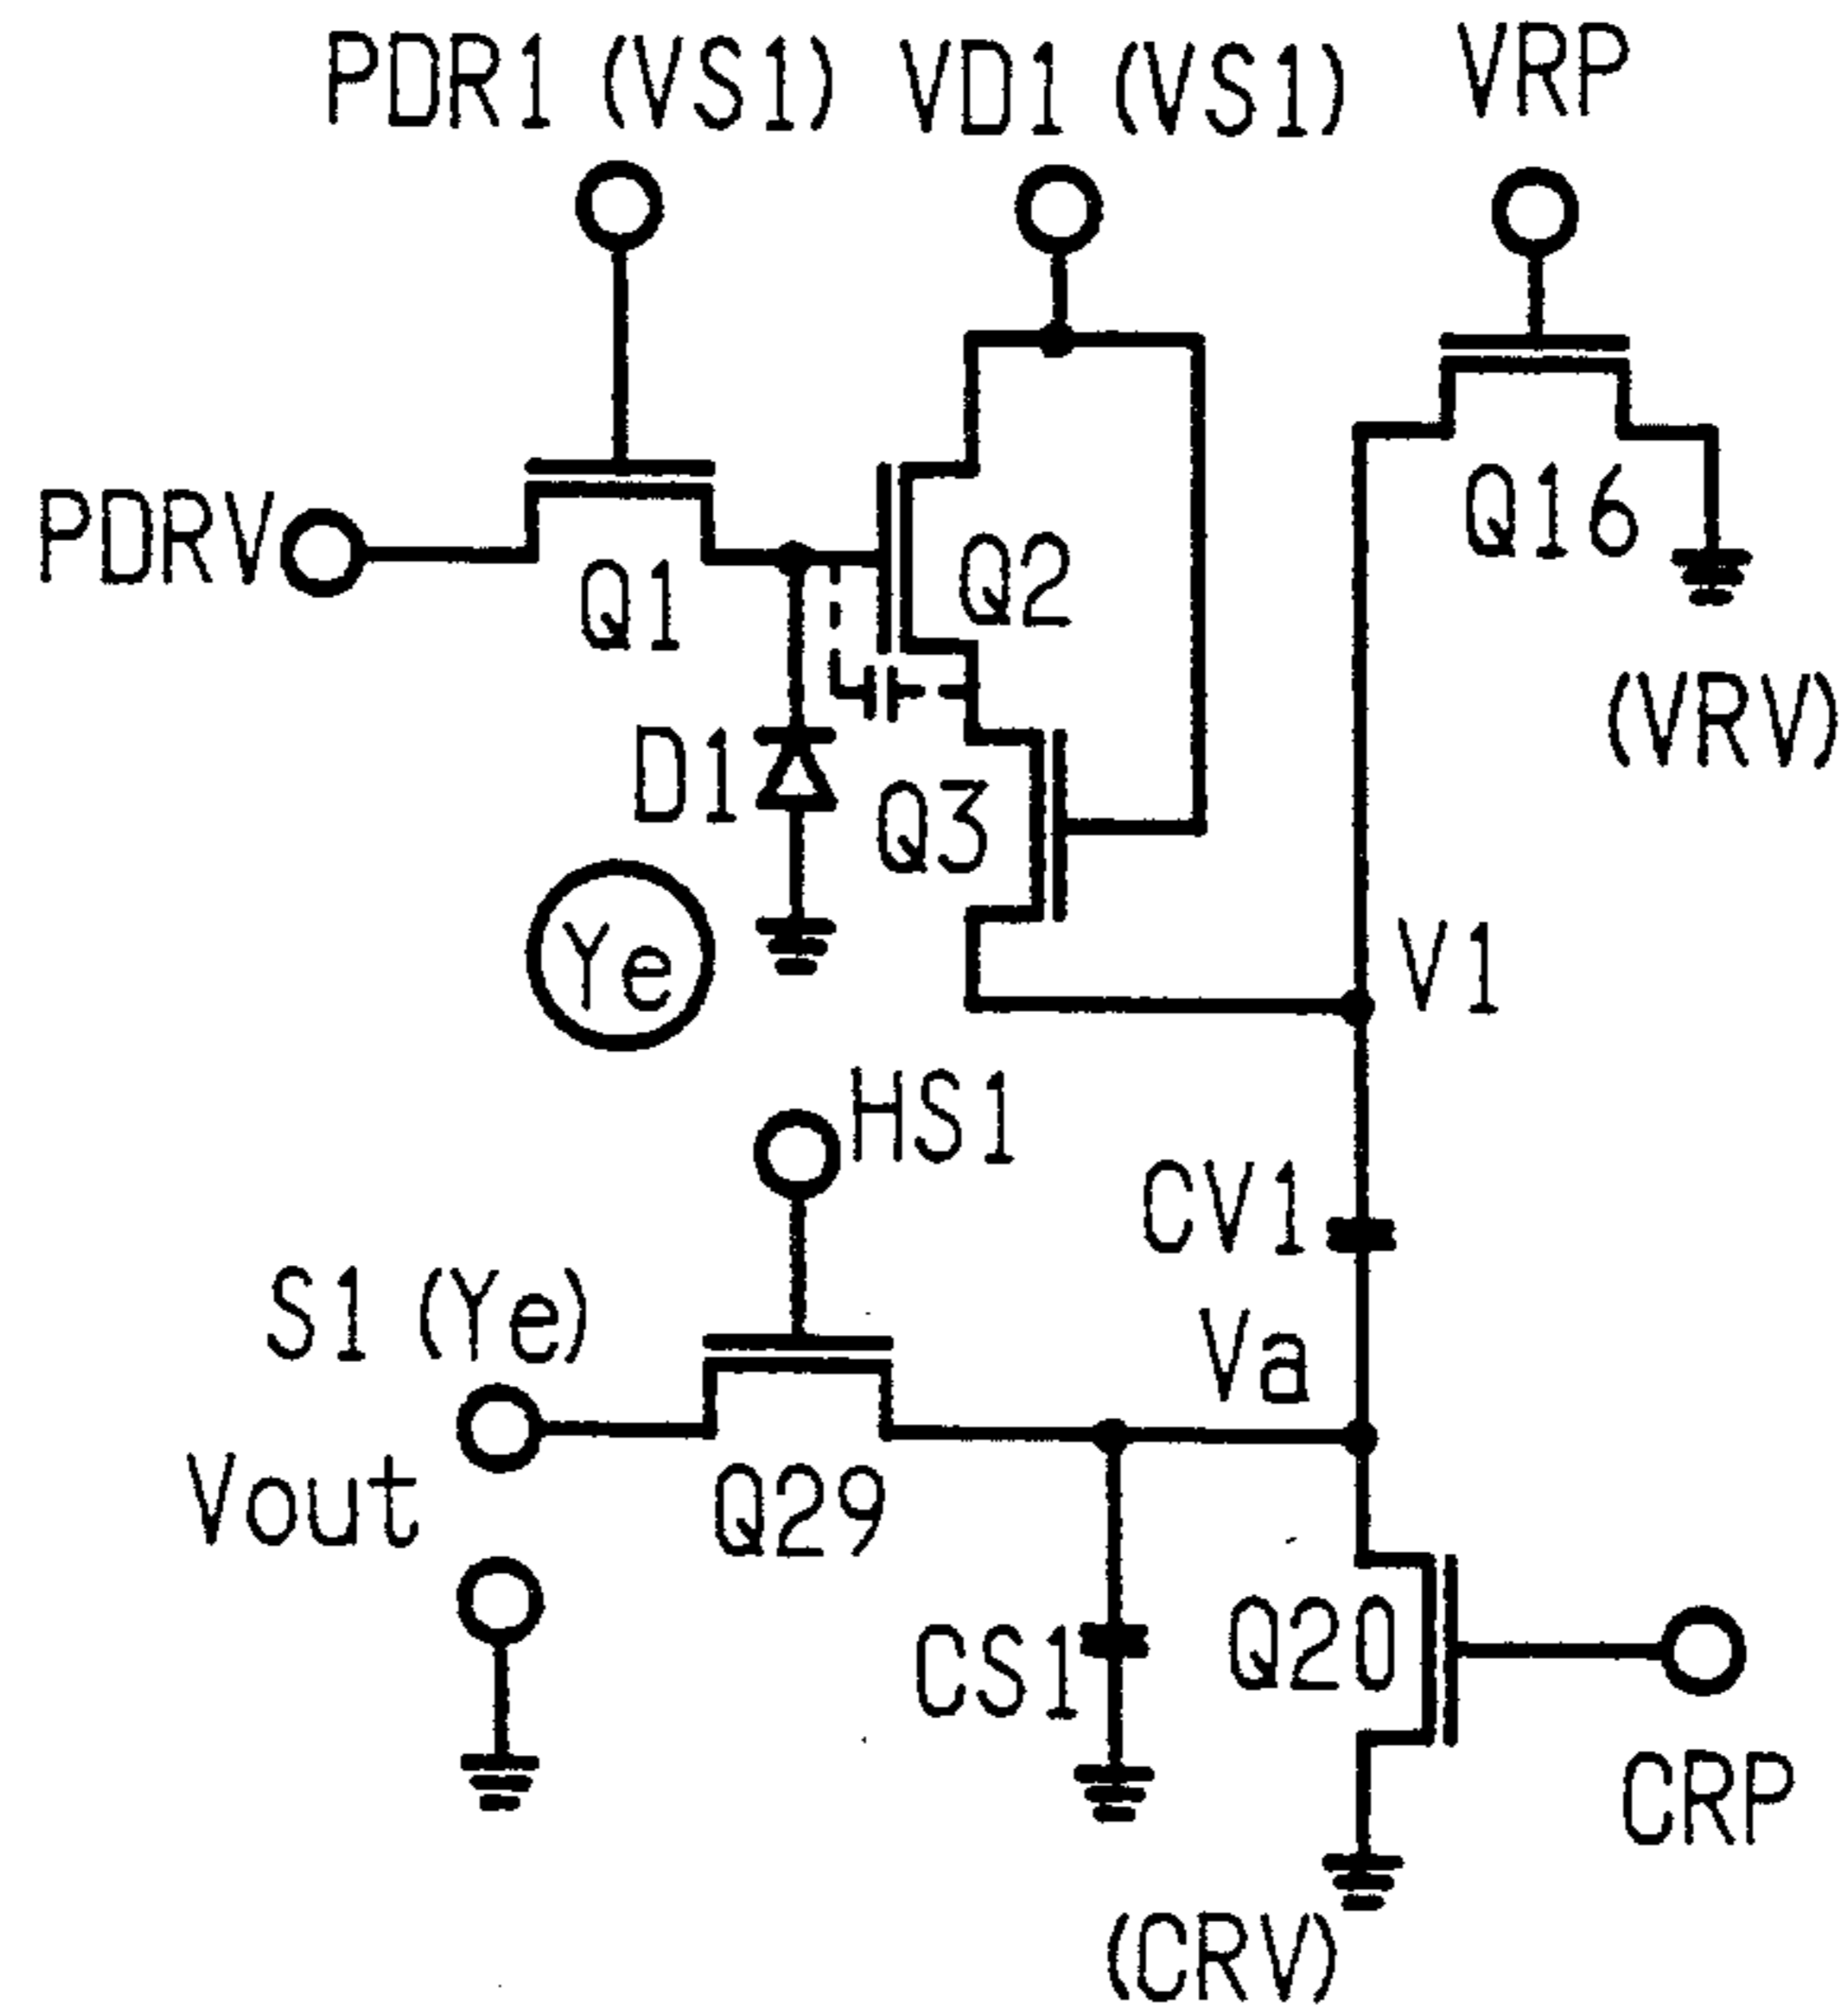 PDR1 (VS1) VD1 (VS1) VRP
PDRV
Q1
Q2
Q16
(VRV)
D1
Q3
Ye
V1
HS1
CV1
S1 (Ye)
Va
Vout
Q29
CS1
Q20
CRP
(CRV)